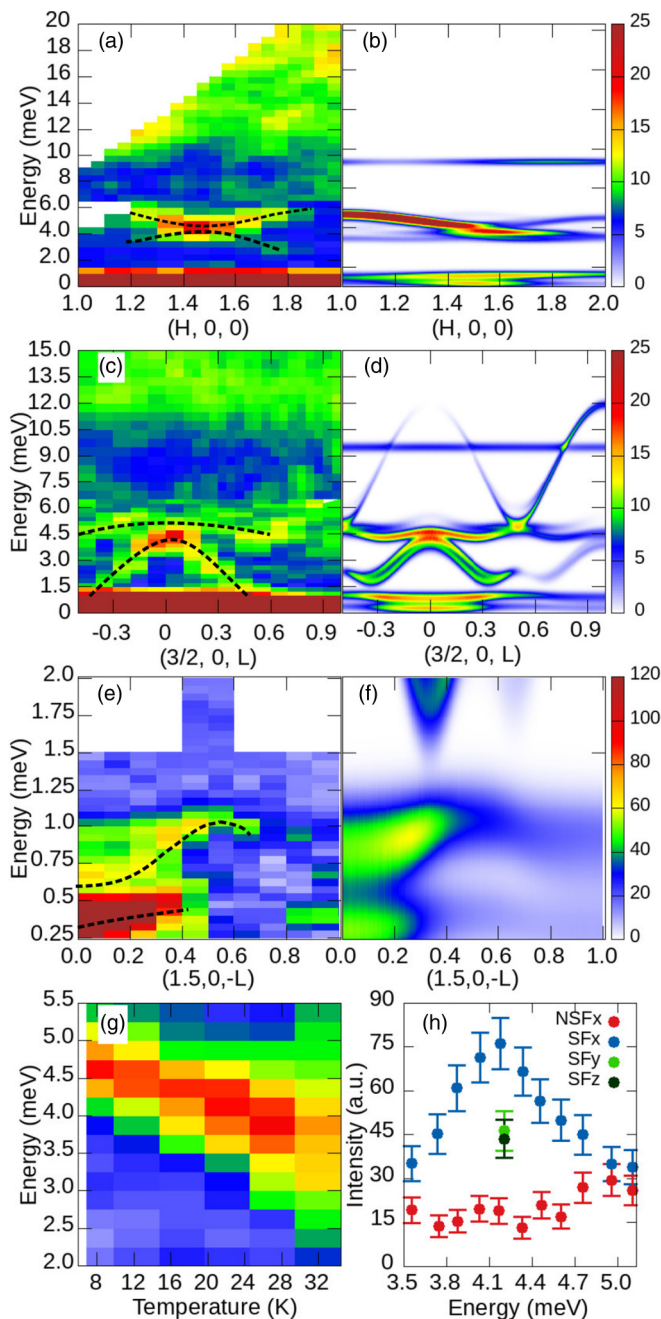 (a) (b)
20 18 16 14 12 10 8 6.0 4.0 2.0 0
Energy (meV)
1.0 1.2 1.4 1.6 1.8 1.0 1.2 1.4 1.6 1.8 2.0
(H, 0, 0) (H, 0, 0)
25 20 15 10 5 0
(c) (d)
15.0 13.5 12.0 10.5 9.0 7.5 6.0 4.5 3.0 1.5 0
Energy (meV)
-0.3 0 0.3 0.6 0.9 -0.3 0 0.3 0.6 0.9
(3/2, 0, L) (3/2, 0, L)
25 20 15 10 5 0
(e) (f)
2.0 1.75 1.5 1.25 1.0 0.75 0.5 0.25
Energy (meV)
0.0 0.2 0.4 0.6 0.8 0.0 0.2 0.4 0.6 0.8 1.0
(1.5,0,-L) (1.5,0,-L)
120 100 80 60 40 20 0
(g)
5.5 5.0 4.5 4.0 3.5 3.0 2.5 2.0
Energy (meV)
8 12 16 20 24 28 32
Temperature (K)
(h)
NSFx
SFx
SFy
SFz
90 75 60 45 30 15 0
Intensity (a.u.)
3.5 3.8 4.1 4.4 4.7 5.0
Energy (meV)